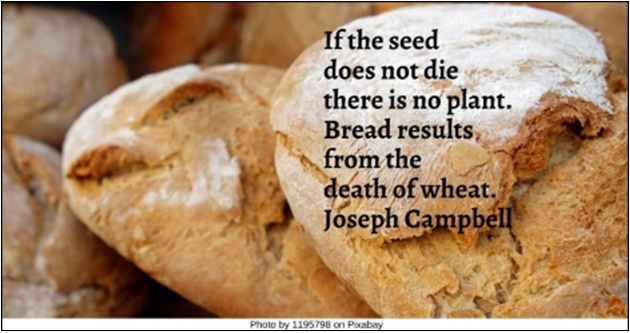 If the seed
does not die
there is no plant.
Bread results
from the
death of wheat.
Joseph Campbell
Photo by 1195798 on Pixabay